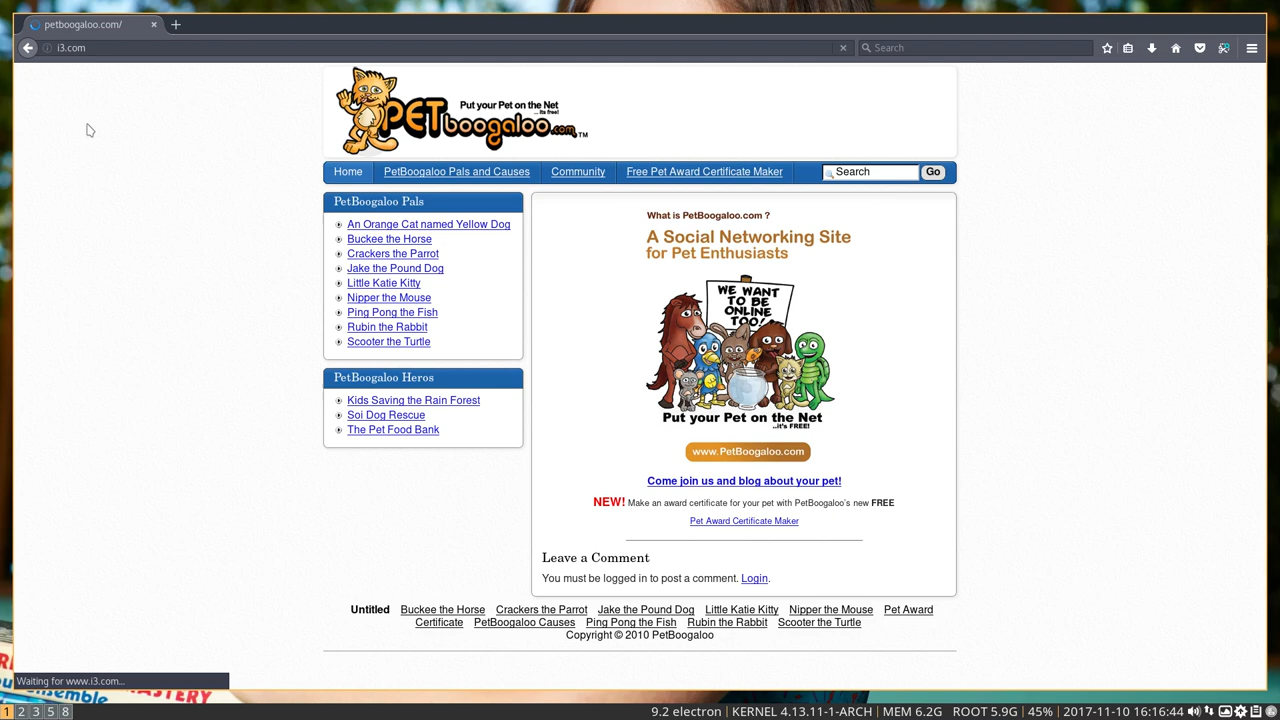 petboogaloo.com/
i3.com
Search
PETboogaloo.com™
Put your Pet on the Net
... its free!
Home
PetBoogaloo Pals and Causes
Community
Free Pet Award Certificate Maker
Search
Go
PetBoogaloo Pals
An Orange Cat named Yellow Dog
Buckee the Horse
Crackers the Parrot
Jake the Pound Dog
Little Katie Kitty
Nipper the Mouse
Ping Pong the Fish
Rubin the Rabbit
Scooter the Turtle
PetBoogaloo Heros
Kids Saving the Rain Forest
Soi Dog Rescue
The Pet Food Bank
What is PetBoogaloo.com ?
A Social Networking Site
for Pet Enthusiasts
WE WANT
TO BE
ONLINE
TOO!
Put your Pet on the Net
..it's FREE!
www.PetBoogaloo.com
Come join us and blog about your pet!
NEW! Make an award certificate for your pet with PetBoogaloo's new FREE
Pet Award Certificate Maker
Leave a Comment
You must be logged in to post a comment. Login.
Untitled Buckee the Horse Crackers the Parrot Jake the Pound Dog Little Katie Kitty Nipper the Mouse Pet Award
Certificate PetBoogaloo Causes Ping Pong the Fish Rubin the Rabbit Scooter the Turtle
Copyright © 2010 PetBoogaloo
Waiting for www.i3.com...
ensemble
MASTERY
1 2 3 5 8
9.2 electron | KERNEL 4.13.11-1-ARCH | MEM 6.2G | ROOT 5.9G | 45% | 2017-11-10 16:16:44